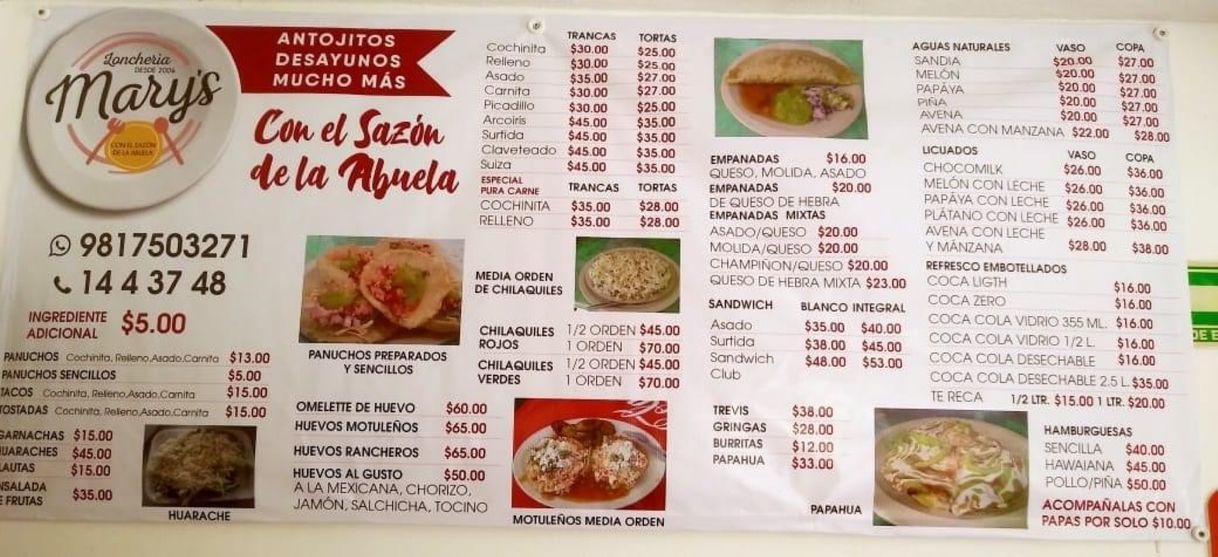 Loncheria
DESDE 2006
Mary's
CON EL SAZÓN
DE LA ABUELA
ANTOJITOS
DESAYUNOS
MUCHO MÁS
Con el Sazón
de la Abuela
9817503271
14 4 37 48
INGREDIENTE
ADICIONAL $5.00
PANUCHOS Cochinita, Relleno,Asado,Carnita $13.00
PANUCHOS SENCILLOS $5.00
TACOS Cochinita, Relleno,Asado,Carnita $15.00
TOSTADAS Cochinita, Relleno,Asado,Carnita $15.00
GARNACHAS $15.00
UARACHES $45.00
LAUTAS $15.00
NSALADA
E FRUTAS $35.00
HUARACHE
PANUCHOS PREPARADOS
Y SENCILLOS
OMELETTE DE HUEVO $60.00
HUEVOS MOTULEÑOS $65.00
HUEVOS RANCHEROS $65.00
HUEVOS AL GUSTO $50.00
A LA MEXICANA, CHORIZO,
JAMÓN, SALCHICHA, TOCINO
TRANCAS TORTAS
Cochinita $30.00 $25.00
Relleno $30.00 $25.00
Asado $35.00 $27.00
Carnita $30.00 $27.00
Picadillo $30.00 $25.00
Arcoiris $45.00 $35.00
Surtida $45.00 $35.00
Claveteado $45.00 $35.00
Suiza $45.00 $35.00
ESPECIAL
PURA CARNE TRANCAS TORTAS
COCHINITA $35.00 $28.00
RELLENO $35.00 $28.00
MEDIA ORDEN
DE CHILAQUILES
CHILAQUILES ROJOS 1/2 ORDEN $45.00
1 ORDEN $70.00
CHILAQUILES VERDES 1/2 ORDEN $45.00
1 ORDEN $70.00
MOTULEÑOS MEDIA ORDEN
EMPANADAS $16.00
QUESO, MOLIDA, ASADO
EMPANADAS $20.00
DE QUESO DE HEBRA
EMPANADAS MIXTAS
ASADO/QUESO $20.00
MOLIDA/QUESO $20.00
CHAMPIÑON/QUESO $20.00
QUESO DE HEBRA MIXTA $23.00
SANDWICH BLANCO INTEGRAL
Asado $35.00 $40.00
Surtida $38.00 $45.00
Sandwich $48.00 $53.00
Club
TREVIS $38.00
GRINGAS $28.00
BURRITAS $12.00
PAPAHUA $33.00
PAPAHUA
AGUAS NATURALES VASO COPA
SANDIA $20.00 $27.00
MELÓN $20.00 $27.00
PAPÁYA $20.00 $27.00
PIÑA $20.00 $27.00
AVENA $20.00 $27.00
AVENA CON MANZANA $22.00 $28.00
LICUADOS VASO COPA
CHOCOMILK $26.00 $36.00
MELÓN CON LECHE $26.00 $36.00
PAPÁYA CON LECHE $26.00 $36.00
PLÁTANO CON LECHE $26.00 $36.00
AVENA CON LECHE
Y MÁNZANA $28.00 $38.00
REFRESCO EMBOTELLADOS
COCA LIGTH $16.00
COCA ZERO $16.00
COCA COLA VIDRIO 355 ML. $16.00
COCA COLA VIDRIO 1/2 L. $16.00
COCA COLA DESECHABLE $16.00
COCA COLA DESECHABLE 2.5 L. $35.00
TE RECA 1/2 LTR. $15.00 1 LTR. $20.00
HAMBURGUESAS
SENCILLA $40.00
HAWAIANA $45.00
POLLO/PIÑA $50.00
ACOMPAÑALAS CON
PAPAS POR SOLO $10.00
DE E